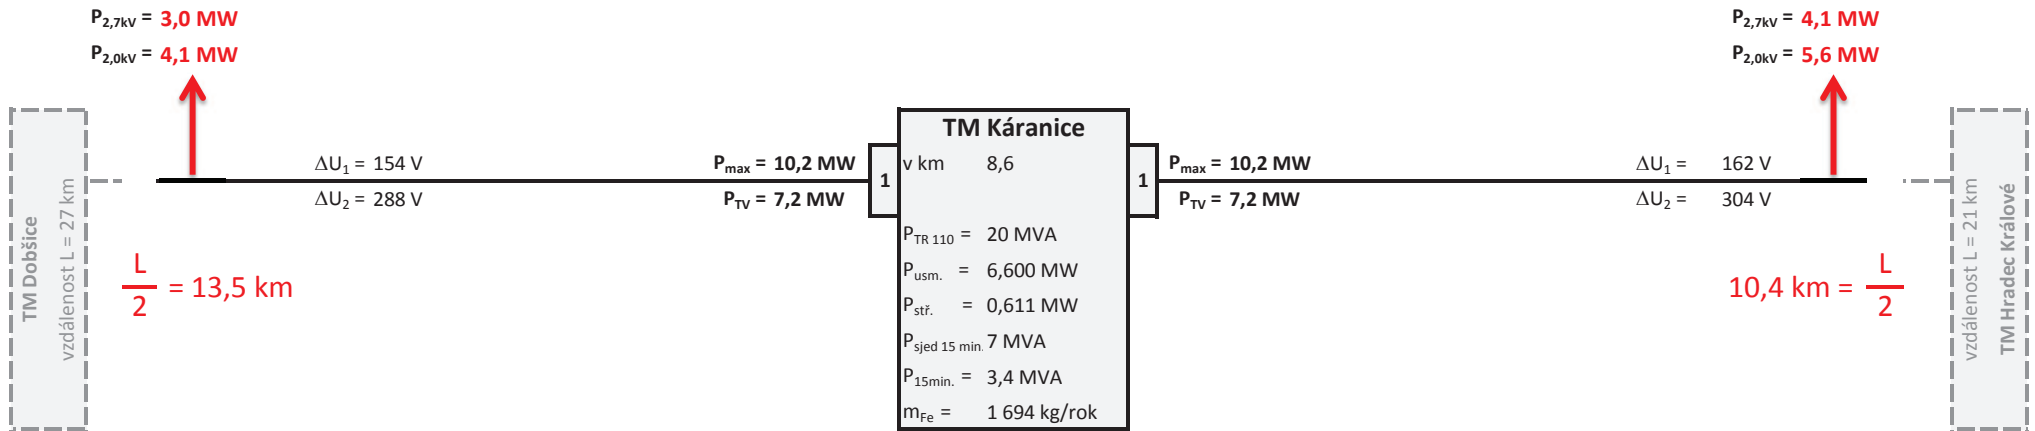 P2,7kV = 3,0 MW
P2,0kV = 4,1 MW
TM Dobšice
vzdálenost L = 27 km
ΔU1 = 154 V
ΔU2 = 288 V
L
2
= 13,5 km
Pmax = 10,2 MW
PTV = 7,2 MW
1
TM Káranice
v km 8,6
PTR 110 = 20 MVA
Pusm. = 6,600 MW
Pstř. = 0,611 MW
Psjed 15 min. 7 MVA
P15min. = 3,4 MVA
mFe = 1 694 kg/rok
1
Pmax = 10,2 MW
PTV = 7,2 MW
ΔU1 = 162 V
ΔU2 = 304 V
P2,7kV = 4,1 MW
P2,0kV = 5,6 MW
10,4 km =
L
2
vzdálenost L = 21 km
TM Hradec Králové